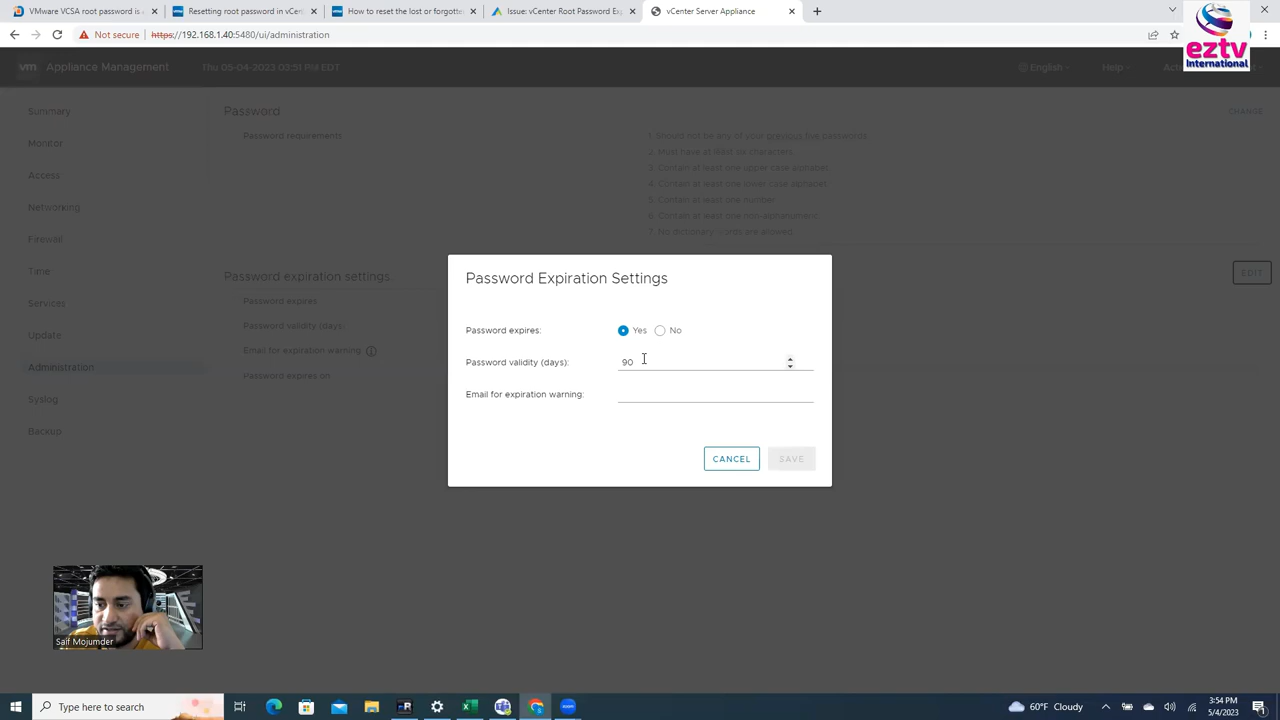 VMware VCSA root password is
Resetting root password in vCent
How to reset the lost or forgotte
Issue: vCenter Root Password Ex
vCenter Server Appliance
Not secure
https://192.168.1.40:5480/ui/administration
eztv
International
vm Appliance Management
Thu 05-04-2023 03:51 PM EDT
English
Help
Summary
Monitor
Access
Networking
Firewall
Time
Services
Update
Administration
Syslog
Backup
Password
CHANGE
Password requirements
1. Should not be any of your previous five passwords
2. Must have at least six characters
3. Contain at least one upper case alphabet
4. Contain at least one lower case alphabet
5. Contain at least one number
6. Contain at least one non-alphanumeric
7. No dictionary words are allowed
Password expiration settings
EDIT
Password expires
Password validity (days)
Email for expiration warning
Password expires on
Password Expiration Settings
Password expires:
Yes
No
Password validity (days):
90
Email for expiration warning:
CANCEL
SAVE
Saif Mojumder
Type here to search
60°F Cloudy
3:54 PM
5/4/2023